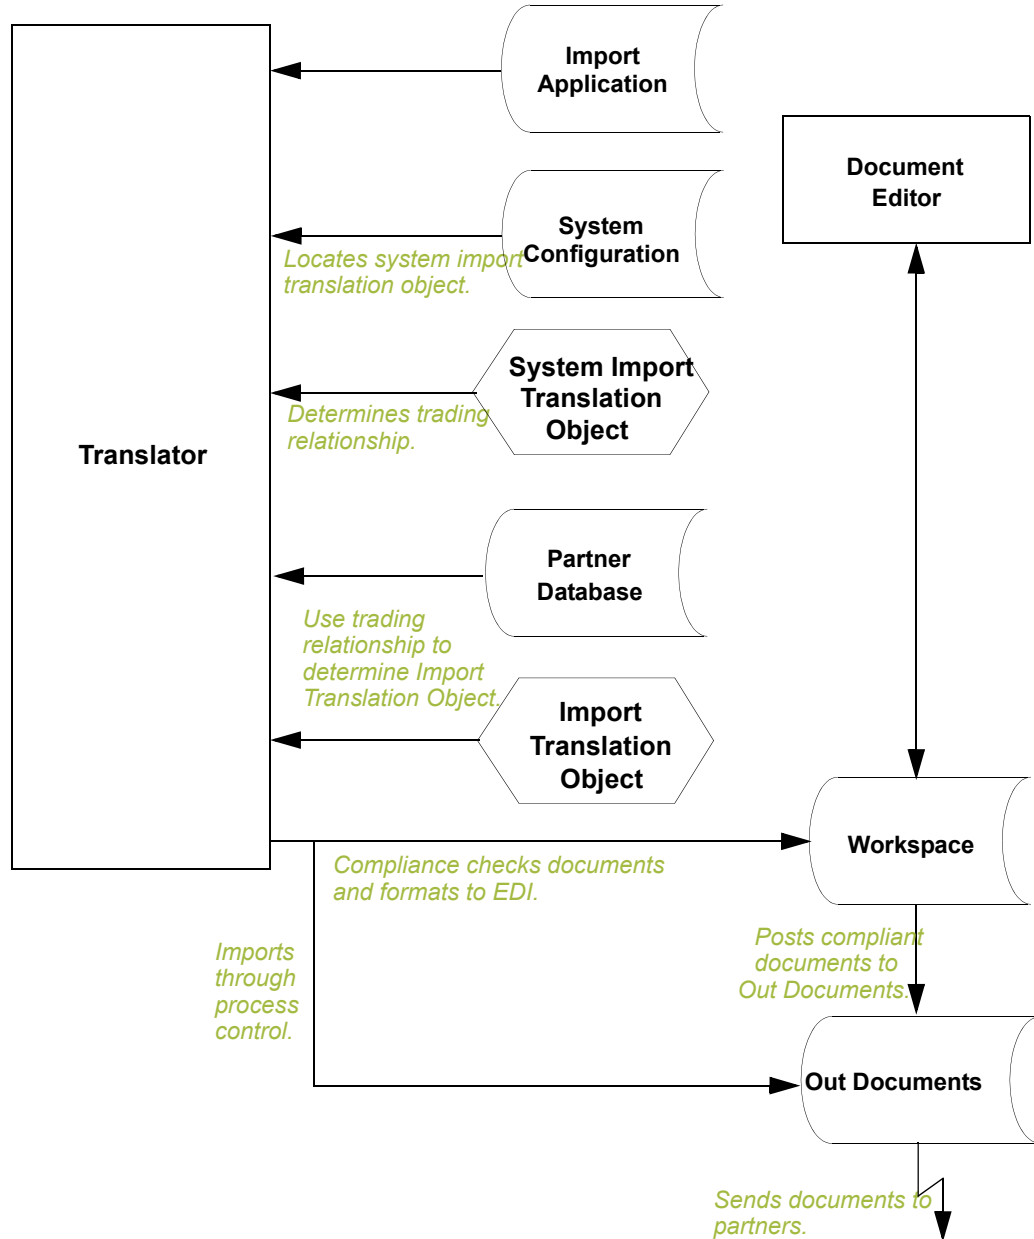 Import
Application
Document
Editor
System
Configuration
Locates system import
translation object.
System Import
Translation
Object
Determines trading
relationship.
Translator
Partner
Database
Use trading
relationship to
determine Import
Translation Object.
Import
Translation
Object
Workspace
Compliance checks documents
and formats to EDI.
Imports
through
process
control.
Posts compliant
documents to
Out Documents.
Out Documents
Sends documents to
partners.